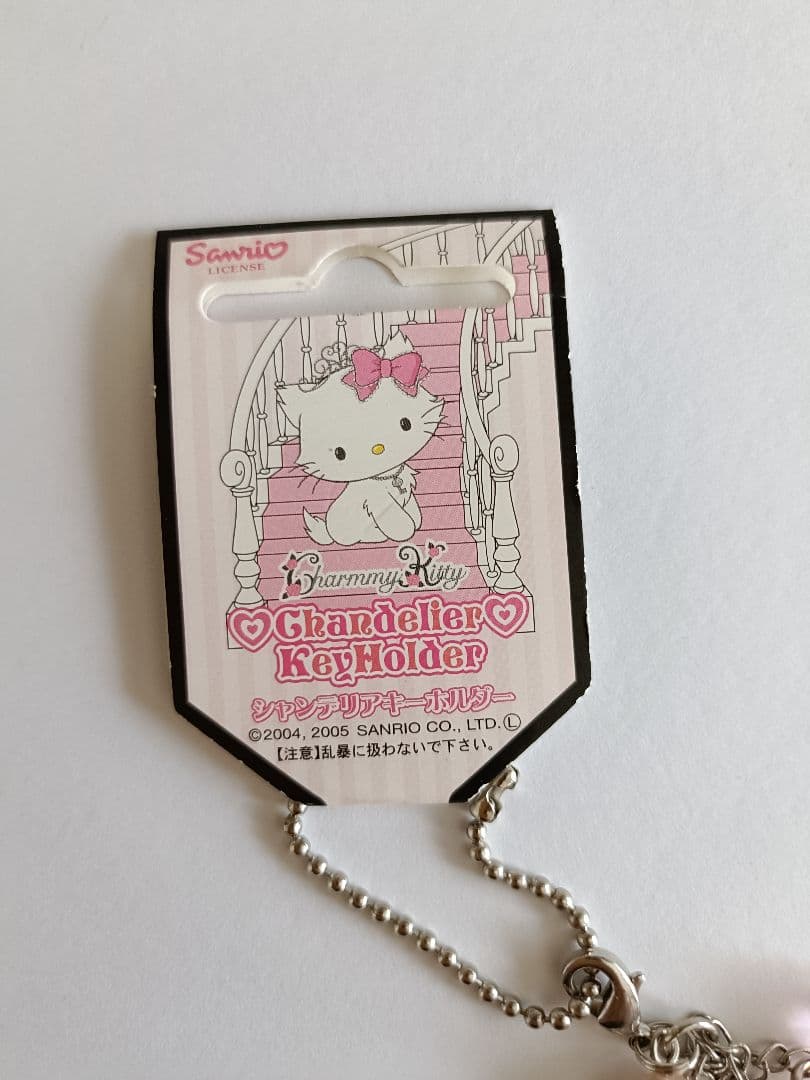 Sanrio
LICENSE
Charmmy Kitty
Chandelier
KeyHolder
シャンデリアキーホルダー
©2004, 2005 SANRIO CO., LTD. Ⓛ
【注意】乱暴に扱わないで下さい。